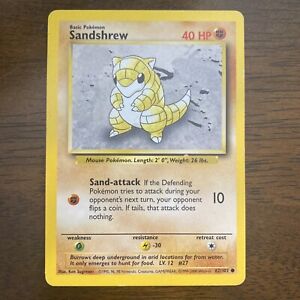 Basic Pokémon
Sandshrew 40 HP
Mouse Pokémon. Length: 2' 0", Weight: 26 lbs.
Sand-attack If the Defending
Pokémon tries to attack during your
opponent's next turn, your opponent
flips a coin. If tails, that attack does
nothing.
10
weakness resistance retreat cost
-30
Burrows deep underground in arid locations far from water.
It only emerges to hunt for food. LV. 12 #27
Illus. Ken Sugimori
62/102